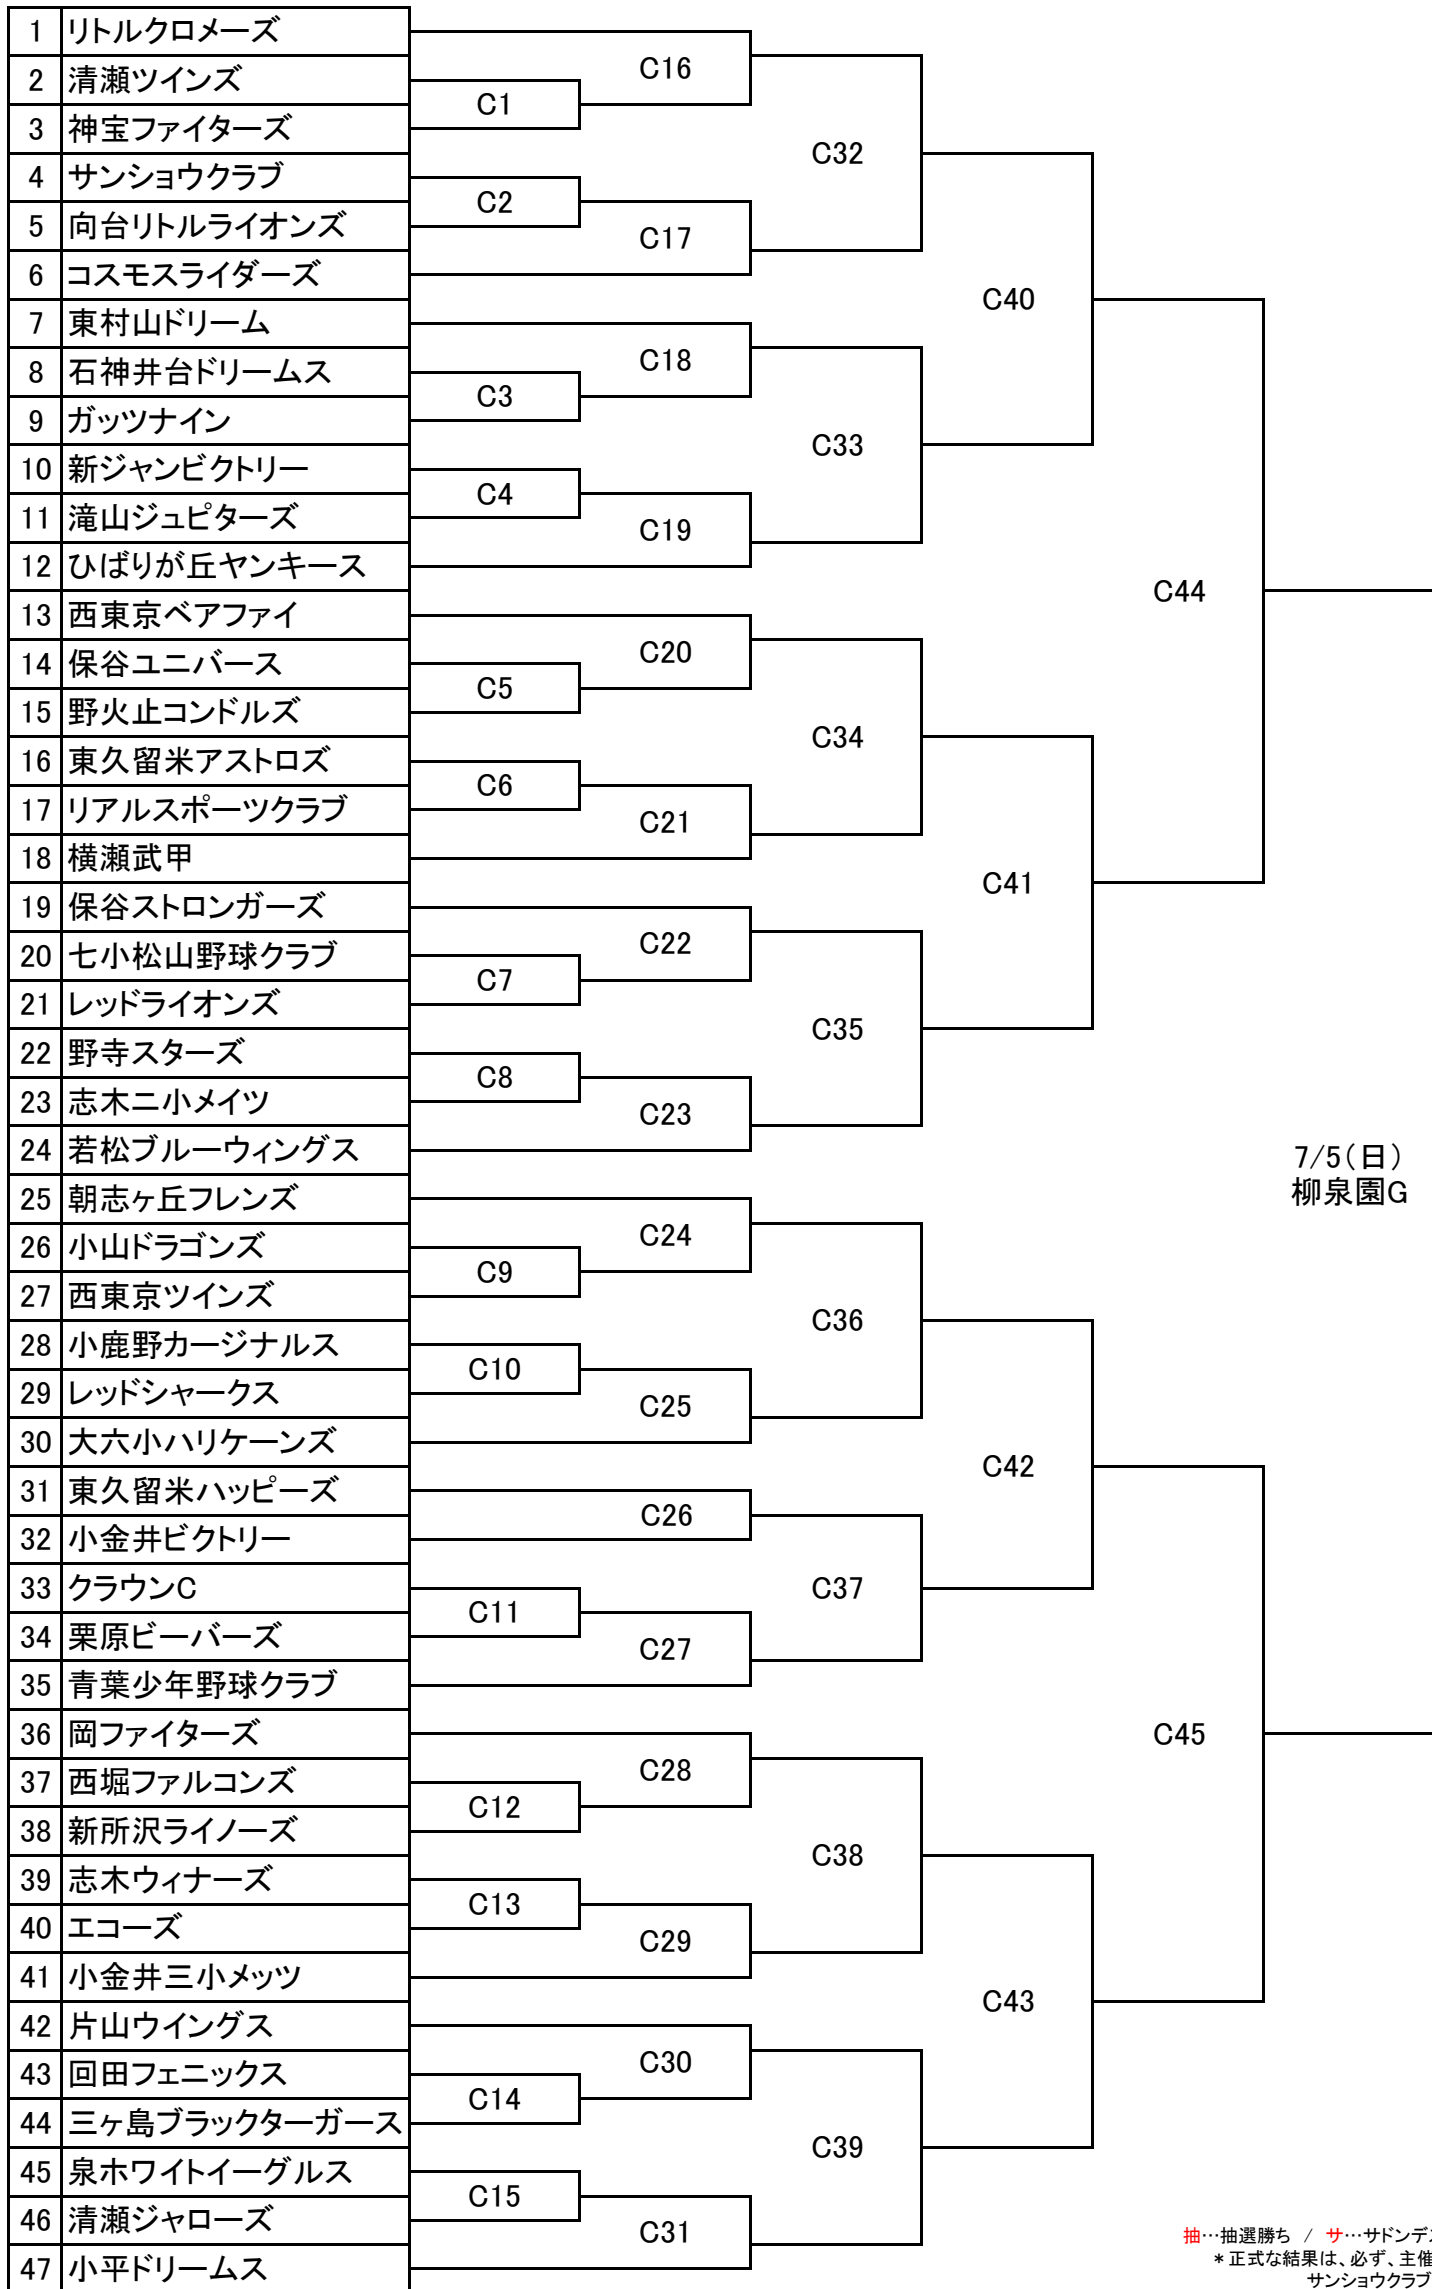 1 リトルクロメーズ
2 清瀬ツインズ
3 神宝ファイターズ
4 サンショウクラブ
5 向台リトルライオンズ
6 コスモスライダーズ
7 東村山ドリーム
8 石神井台ドリームス
9 ガッツナイン
10 新ジャンビクトリー
11 滝山ジュピターズ
12 ひばりが丘ヤンキース
13 西東京ベアファイ
14 保谷ユニバース
15 野火止コンドルズ
16 東久留米アストロズ
17 リアルスポーツクラブ
18 横瀬武甲
19 保谷ストロンガーズ
20 七小松山野球クラブ
21 レッドライオンズ
22 野寺スターズ
23 志木ニ小メイツ
24 若松ブルーウィングス
25 朝志ヶ丘フレンズ
26 小山ドラゴンズ
27 西東京ツインズ
28 小鹿野カージナルス
29 レッドシャークス
30 大六小ハリケーンズ
31 東久留米ハッピーズ
32 小金井ビクトリー
33 クラウンC
34 栗原ビーバーズ
35 青葉少年野球クラブ
36 岡ファイターズ
37 西堀ファルコンズ
38 新所沢ライノーズ
39 志木ウィナーズ
40 エコーズ
41 小金井三小メッツ
42 片山ウイングス
43 回田フェニックス
44 三ヶ島ブラックターガース
45 泉ホワイトイーグルス
46 清瀬ジャローズ
47 小平ドリームス
C1
C2
C3
C4
C5
C6
C7
C8
C9
C10
C11
C12
C13
C14
C15
C16
C17
C18
C19
C20
C21
C22
C23
C24
C25
C26
C27
C28
C29
C30
C31
C32
C33
C34
C35
C36
C37
C38
C39
C40
C41
C42
C43
C44
C45
7/5（日）
柳泉園G
抽…抽選勝ち / サ…サドンデ
＊正式な結果は、必ず、主催
サンショウクラブ